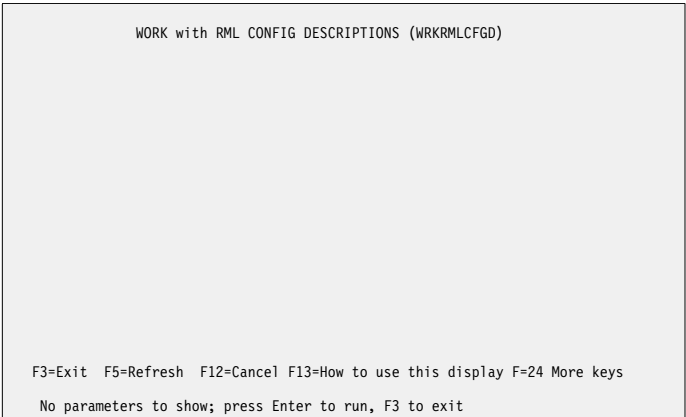 WORK with RML CONFIG DESCRIPTIONS (WRKRMLCFGD)
F3=Exit F5=Refresh F12=Cancel F13=How to use this display F=24 More keys
No parameters to show; press Enter to run, F3 to exit